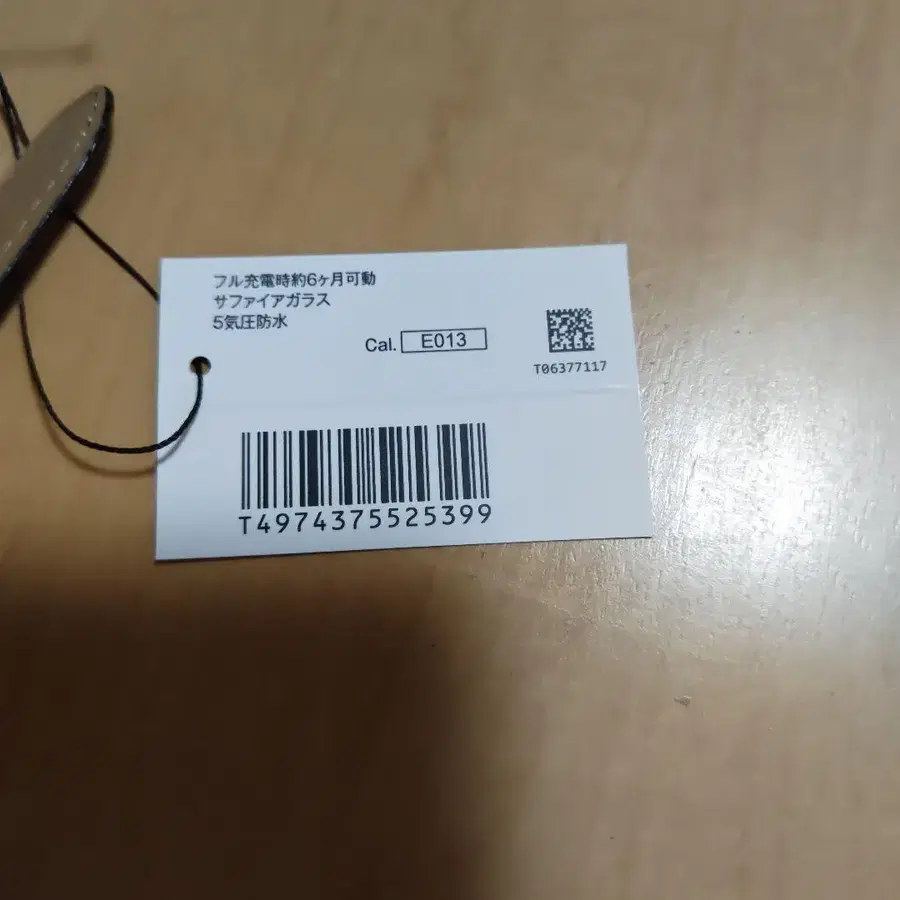 フル充電時約6ヶ月可動
サファイアガラス
5気圧防水
Cal. E013
T06377117
T4974375525399